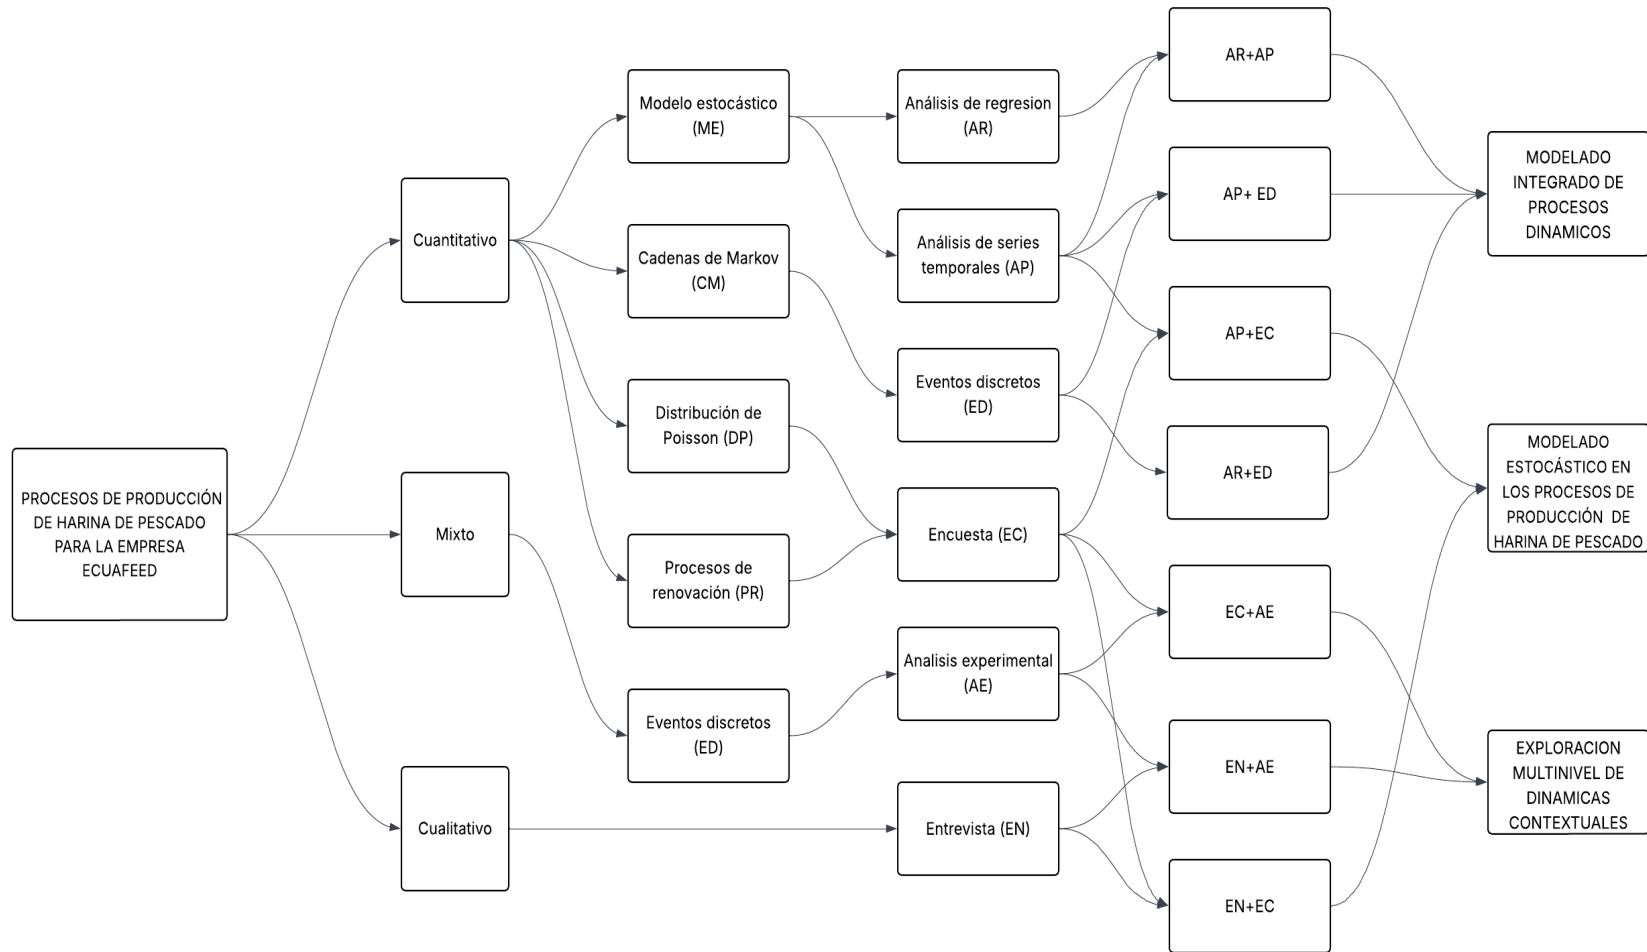 PROCESOS DE PRODUCCIÓN
DE HARINA DE PESCADO
PARA LA EMPRESA
ECUAFEED
Cuantitativo
Mixto
Cualitativo
Modelo estocástico
(ME)
Cadenas de Markov
(CM)
Distribución de
Poisson (DP)
Procesos de
renovación (PR)
Eventos discretos
(ED)
Análisis de regresion
(AR)
Análisis de series
temporales (AP)
Eventos discretos
(ED)
Encuesta (EC)
Analisis experimental
(AE)
Entrevista (EN)
AR+AP
AP+ ED
AP+EC
AR+ED
EC+AE
EN+AE
EN+EC
MODELADO
INTEGRADO DE
PROCESOS
DINAMICOS
MODELADO
ESTOCÁSTICO EN
LOS PROCESOS DE
PRODUCCIÓN  DE
HARINA DE PESCADO
EXPLORACION
MULTINIVEL DE
DINAMICAS
CONTEXTUALES